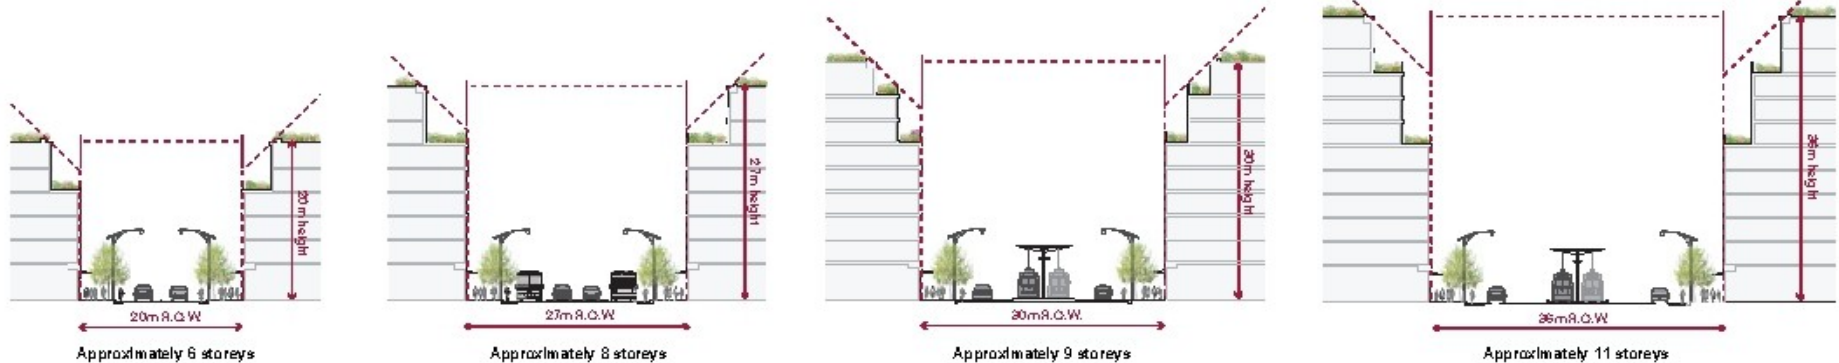 20m height
20m R.O.W.
Approximately 6 storeys
27m height
27m R.O.W.
Approximately 8 storeys
30m height
30m R.O.W.
Approximately 9 storeys
36m height
36m R.O.W.
Approximately 11 storeys